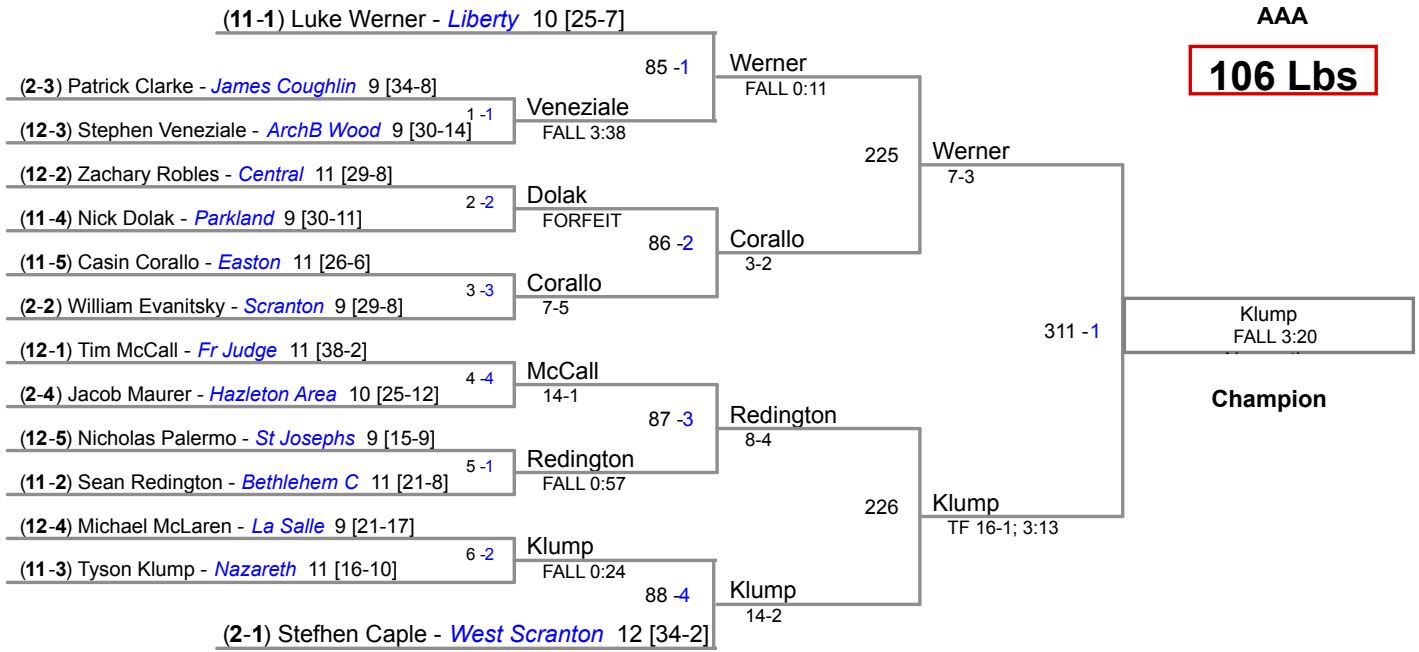 (11-1) Luke Werner - Liberty 10 [25-7]
AAA
106 Lbs
85 -1
Werner
FALL 0:11
(2-3) Patrick Clarke - James Coughlin 9 [34-8]
1 -1
Veneziale
FALL 3:38
(12-3) Stephen Veneziale - ArchB Wood 9 [30-14]
225
Werner
7-3
(12-2) Zachary Robles - Central 11 [29-8]
2 -2
Dolak
FORFEIT
(11-4) Nick Dolak - Parkland 9 [30-11]
86 -2
Corallo
3-2
(11-5) Casin Corallo - Easton 11 [26-6]
3 -3
Corallo
7-5
(2-2) William Evanitsky - Scranton 9 [29-8]
311 -1
Klump
FALL 3:20
Champion
(12-1) Tim McCall - Fr Judge 11 [38-2]
4 -4
McCall
14-1
(2-4) Jacob Maurer - Hazleton Area 10 [25-12]
87 -3
Redington
8-4
(12-5) Nicholas Palermo - St Josephs 9 [15-9]
5 -1
Redington
FALL 0:57
(11-2) Sean Redington - Bethlehem C 11 [21-8]
226
Klump
TF 16-1; 3:13
(12-4) Michael McLaren - La Salle 9 [21-17]
6 -2
Klump
FALL 0:24
(11-3) Tyson Klump - Nazareth 11 [16-10]
88 -4
Klump
14-2
(2-1) Stefhen Caple - West Scranton 12 [34-2]